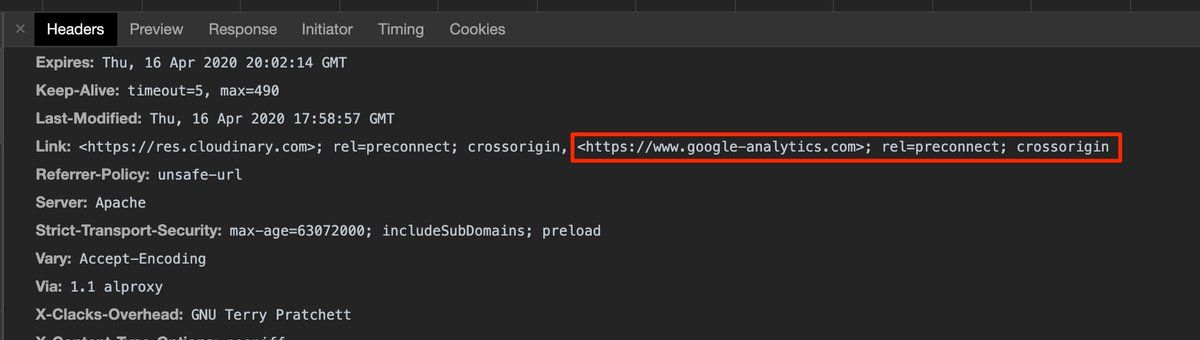 × Headers Preview Response Initiator Timing Cookies
Expires: Thu, 16 Apr 2020 20:02:14 GMT
Keep-Alive: timeout=5, max=490
Last-Modified: Thu, 16 Apr 2020 17:58:57 GMT
Link: <https://res.cloudinary.com>; rel=preconnect; crossorigin, <https://www.google-analytics.com>; rel=preconnect; crossorigin
Referrer-Policy: unsafe-url
Server: Apache
Strict-Transport-Security: max-age=63072000; includeSubDomains; preload
Vary: Accept-Encoding
Via: 1.1 alproxy
X-Clacks-Overhead: GNU Terry Pratchett